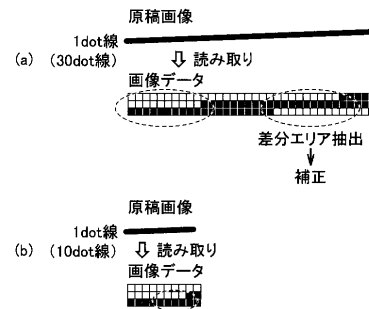 原稿画像
1dot線
(a) (30dot線) 読み取り
画像データ
差分エリア抽出
補正
原稿画像
1dot線
(b) (10dot線) 読み取り
画像データ